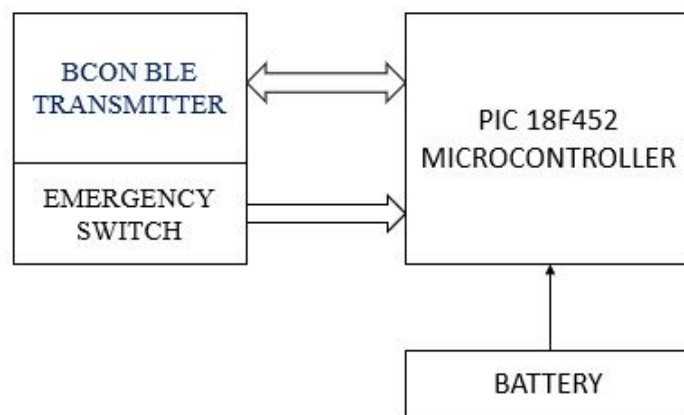 BCON BLE
TRANSMITTER
EMERGENCY
SWITCH
PIC 18F452
MICROCONTROLLER
BATTERY